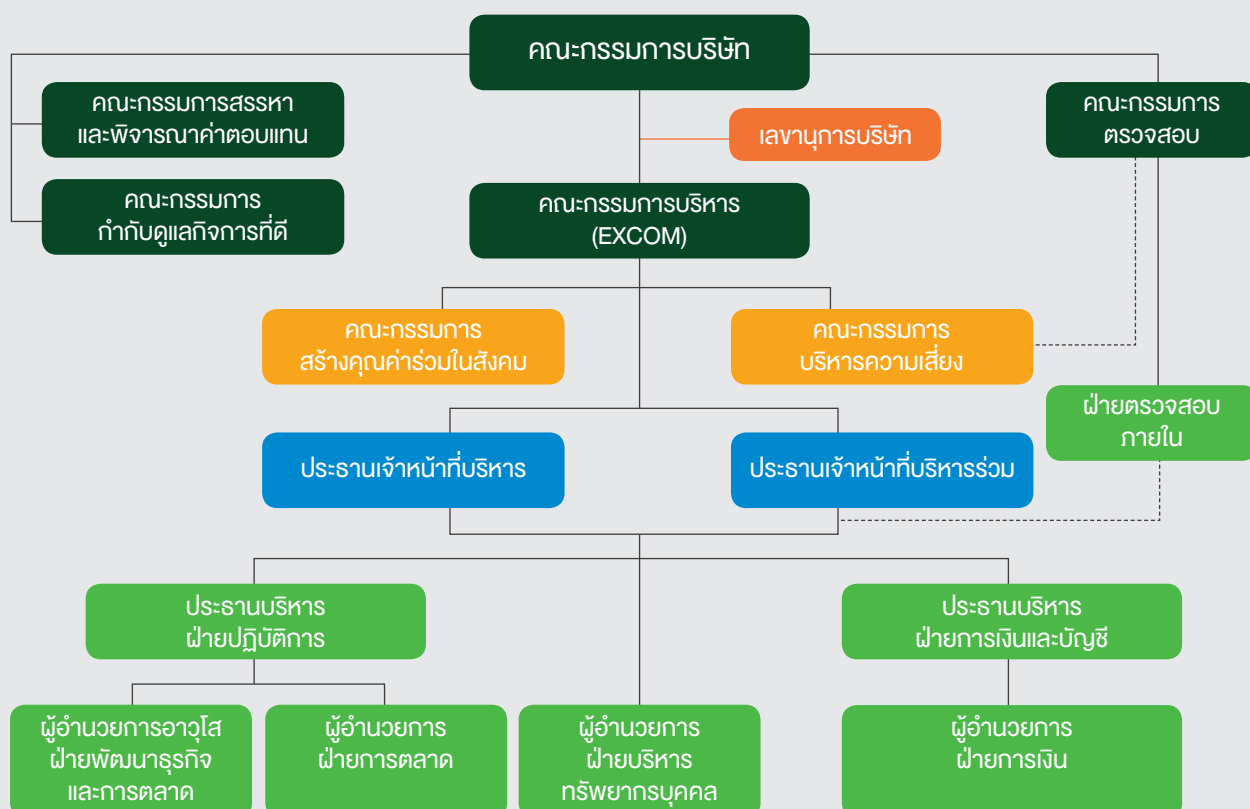 คณะกรรมการบริษัท
คณะกรรมการสรรหา
และพิจารณาค่าตอบแทน
คณะกรรมการ
ตรวจสอบ
เลขานุการบริษัท
คณะกรรมการ
กำกับดูแลกิจการที่ดี
คณะกรรมการบริหาร
(EXCOM)
คณะกรรมการ
สร้างคุณค่าร่วมในสังคม
คณะกรรมการ
บริหารความเสี่ยง
ฝ่ายตรวจสอบ
ภายใน
ประธานเจ้าหน้าที่บริหาร
ประธานเจ้าหน้าที่บริหารร่วม
ประธานบริหาร
ฝ่ายปฏิบัติการ
ประธานบริหาร
ฝ่ายการเงินและบัญชี
ผู้อำนวยการอาวุโส
ฝ่ายพัฒนาธุรกิจ
และการตลาด
ผู้อำนวยการ
ฝ่ายการตลาด
ผู้อำนวยการ
ฝ่ายบริหาร
ทรัพยากรบุคคล
ผู้อำนวยการ
ฝ่ายการเงิน